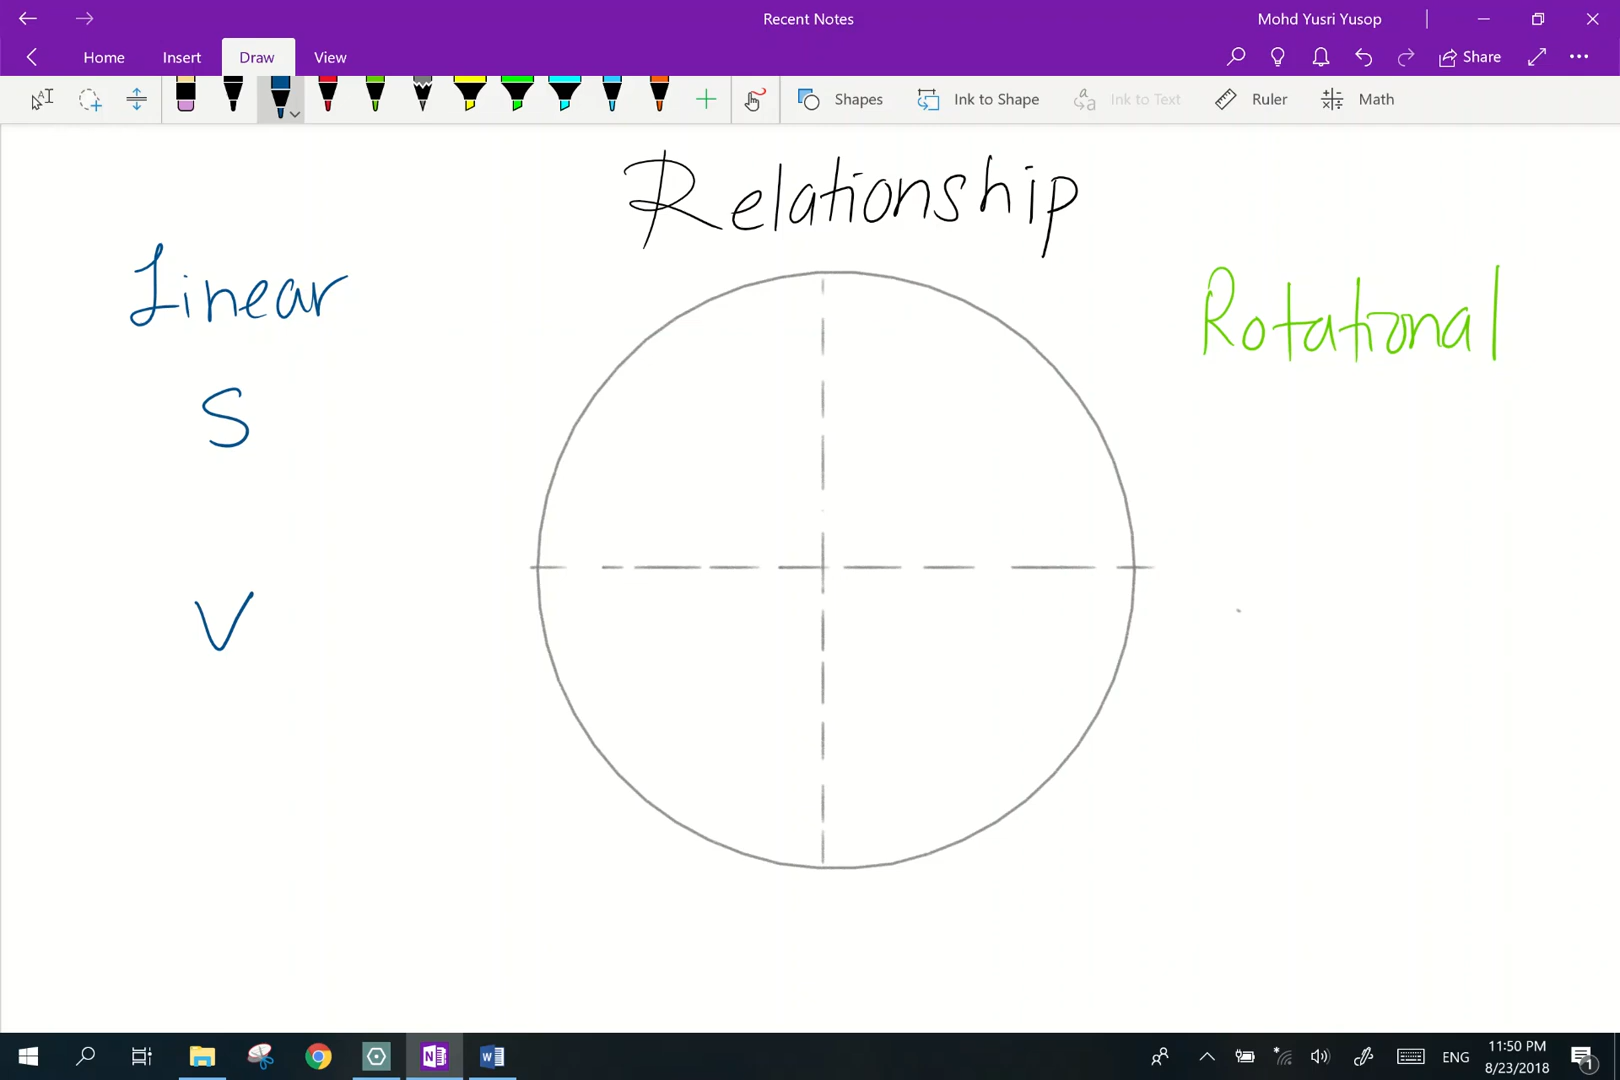 Recent Notes
Mohd Yusri Yusop
Home Insert Draw View
Share
Shapes Ink to Shape Ink to Text Ruler Math
Relationship
Linear
Rotational
S
V
ENG
11:50 PM
8/23/2018
1